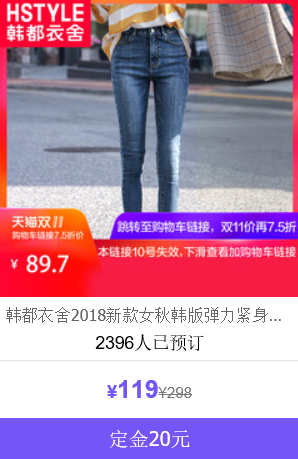 HSTYLE
韩都衣舍
天猫双11
购物车链接7.5折价
跳转至购物车链接，双11价再7.5折
¥ 89.7
本链接10号失效,下滑查看加购物车链接
韩都衣舍2018新款女秋韩版弹力紧身...
2396人已预订
¥119¥298
定金20元